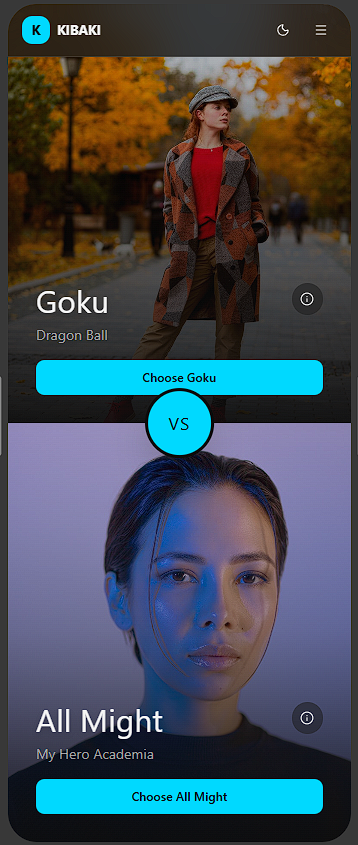 K KIBAKI
Goku
Dragon Ball
Choose Goku
VS
All Might
My Hero Academia
Choose All Might